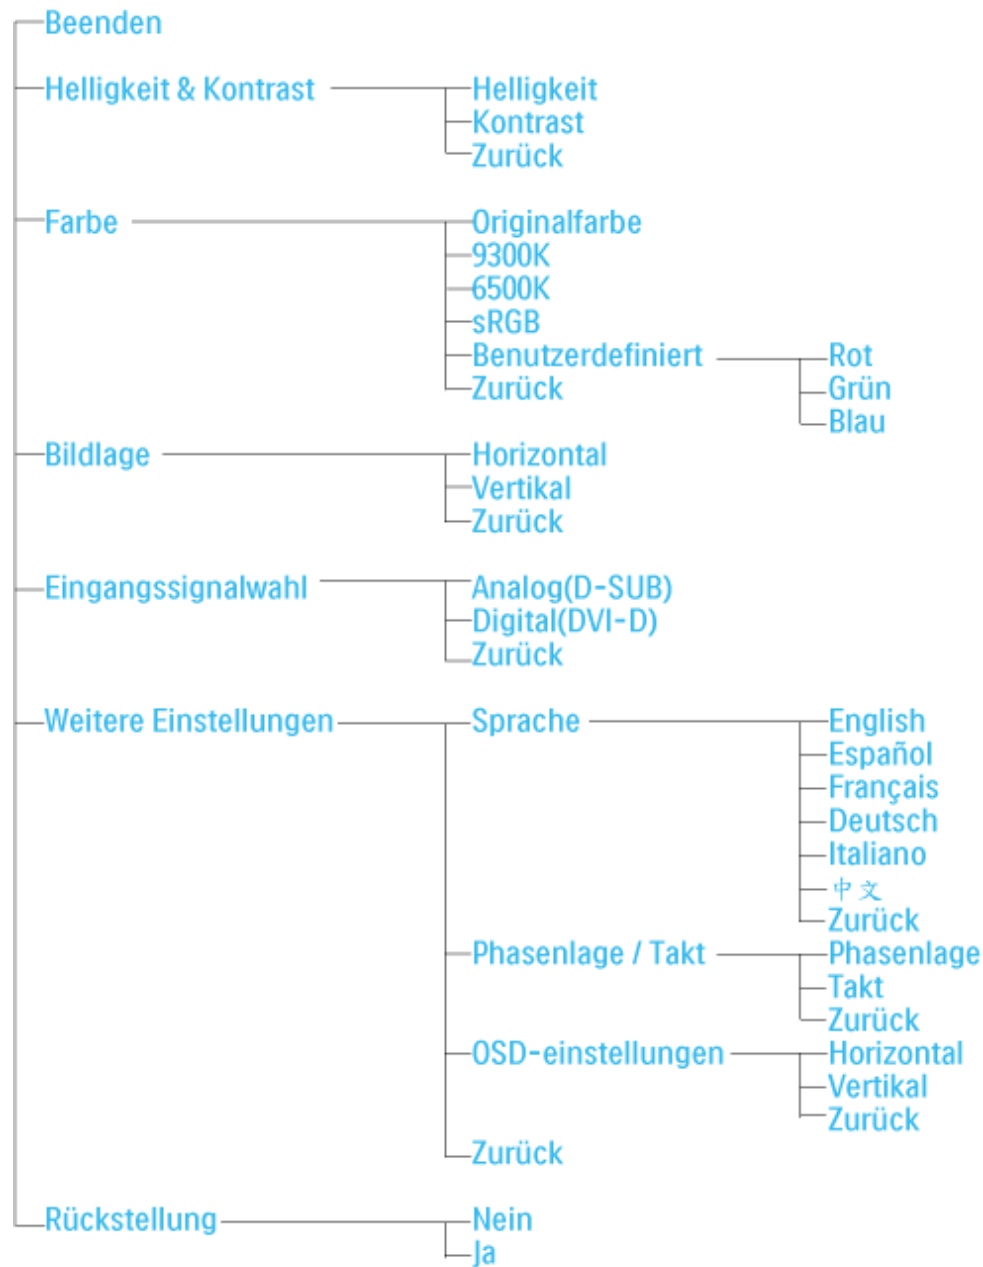 Beenden
Helligkeit & Kontrast
Helligkeit
Kontrast
Zurück
Farbe
Originalfarbe
9300K
6500K
sRGB
Benutzerdefiniert
Rot
Grün
Blau
Zurück
Bildlage
Horizontal
Vertikal
Zurück
Eingangssignalwahl
Analog(D-SUB)
Digital(DVI-D)
Zurück
Weitere Einstellungen
Sprache
English
Español
Français
Deutsch
Italiano
中文
Zurück
Phasenlage / Takt
Phasenlage
Takt
Zurück
OSD-einstellungen
Horizontal
Vertikal
Zurück
Zurück
Rückstellung
Nein
Ja